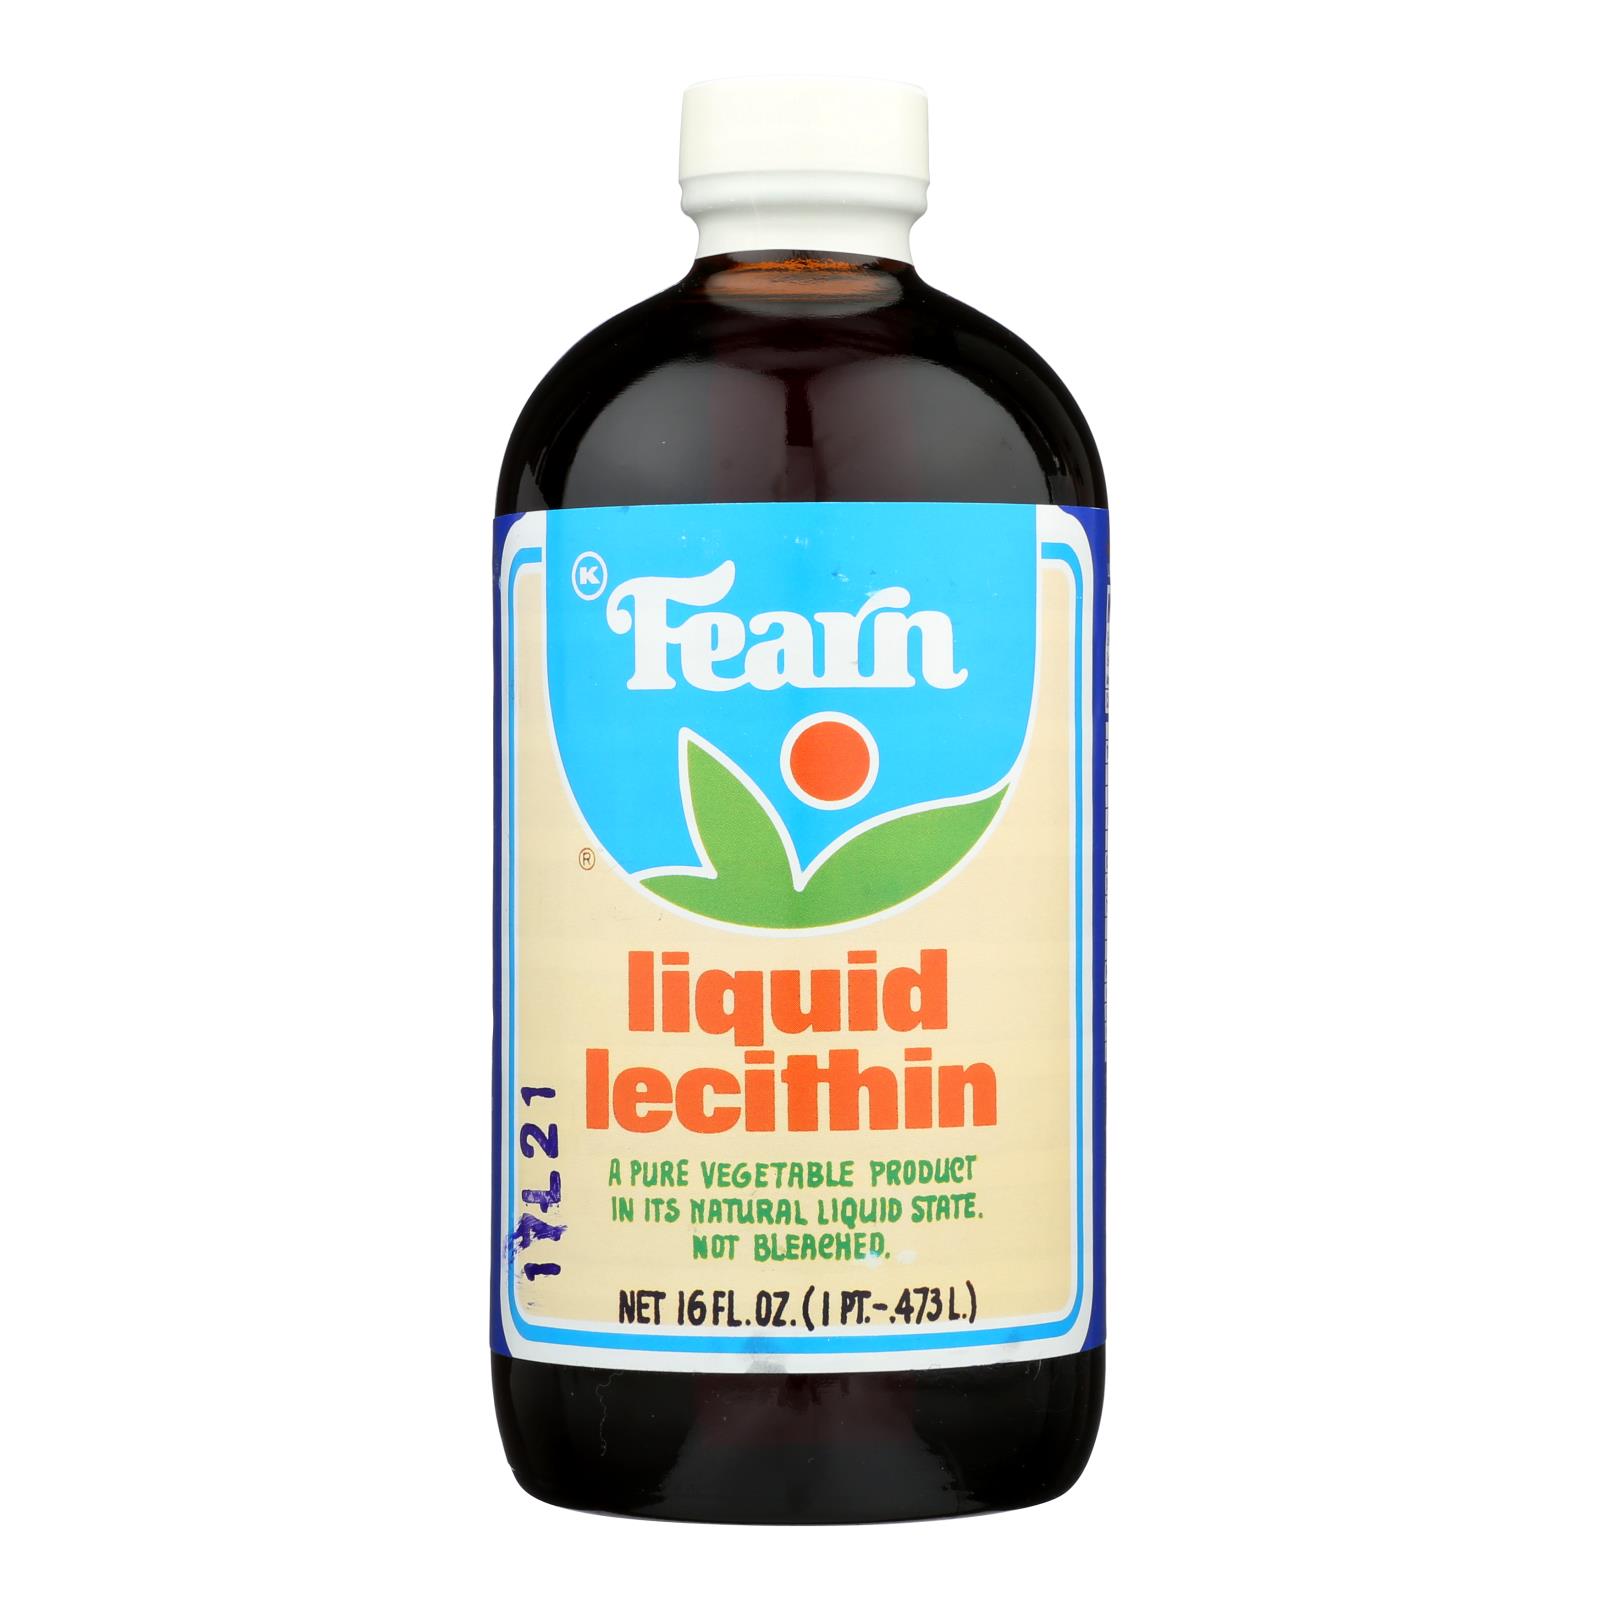 K
Fearn
®
liquid
lecithin
A PURE VEGETABLE PRODUCT
IN ITS NATURAL LIQUID STATE.
NOT BLEACHED.
NET 16 FL. OZ. (1 PT.-.473 L.)